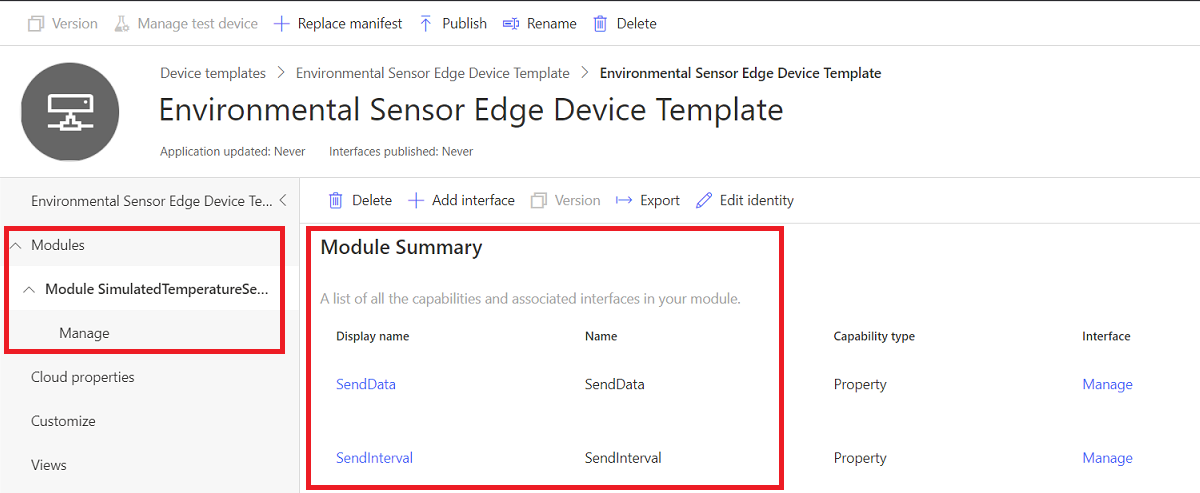 Version Manage test device Replace manifest Publish Rename Delete
Device templates > Environmental Sensor Edge Device Template > Environmental Sensor Edge Device Template
Environmental Sensor Edge Device Template
Application updated: Never Interfaces published: Never
Environmental Sensor Edge Device Te...
Modules
Module SimulatedTemperatureSe...
Manage
Cloud properties
Customize
Views
Delete Add interface Version Export Edit identity
Module Summary
A list of all the capabilities and associated interfaces in your module.
Display name Name Capability type Interface
SendData SendData Property Manage
SendInterval SendInterval Property Manage